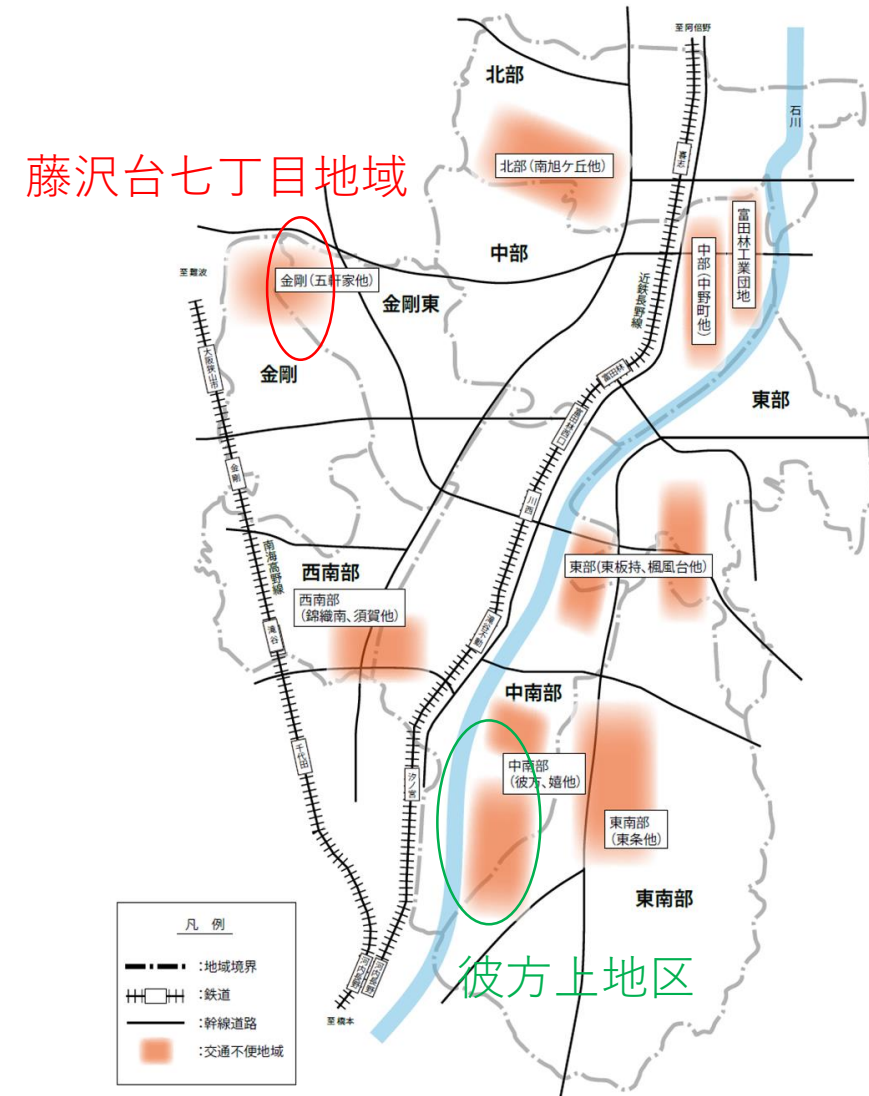 至阿倍野
北部
石川
喜志
北部(南旭ケ丘他)
藤沢台七丁目地域
富田林工業団地
中部(中野町他)
中部
至難波
金剛(五軒家他)
近鉄長野線
金剛東
大阪狭山市
金剛
富田林
東部
富田林西口
金剛
川西
南海高野線
東部(東板持、楓風台他)
西南部
西南部
(錦織南、須賀他)
滝谷
滝谷不動
中南部
千代田
汐ノ宮
中南部
(彼方、嬉他)
東南部
(東条他)
東南部
凡 例
:地域境界
:鉄道
:幹線道路
:交通不便地域
彼方上地区
河内長野
河内長野
至橋本